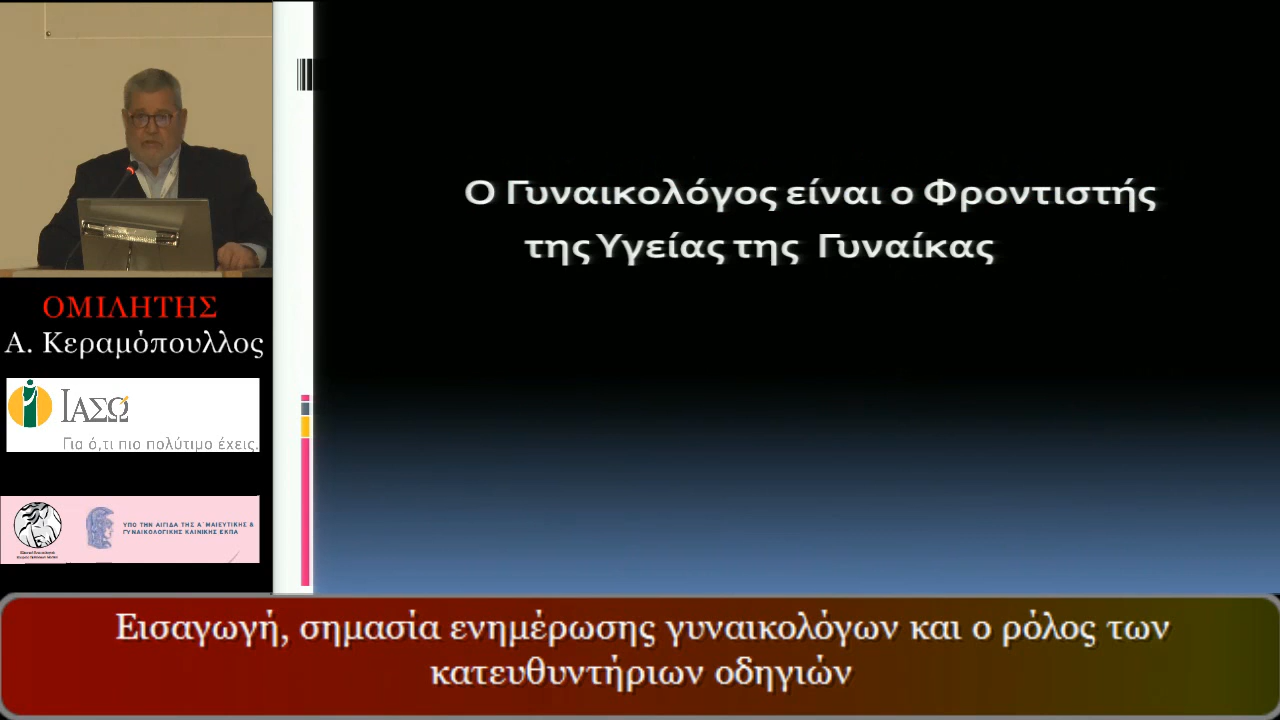 Ο Γυναικολόγος είναι ο Φροντιστής
της Υγείας της Γυναίκας
ΟΜΙΛΗΤΗΣ
Α. Κεραμόπουλλος
ΙΑΣΩ
Για ό,τι πιο πολύτιμο έχεις.
ΥΠΟ ΤΗΝ ΑΙΓΙΔΑ ΤΗΣ Α΄ΜΑΙΕΥΤΙΚΗΣ &
ΓΥΝΑΙΚΟΛΟΓΙΚΗΣ ΚΛΙΝΙΚΗΣ ΕΚΠΑ
Εισαγωγή, σημασία ενημέρωσης γυναικολόγων και ο ρόλος των
κατευθυντήριων οδηγιών